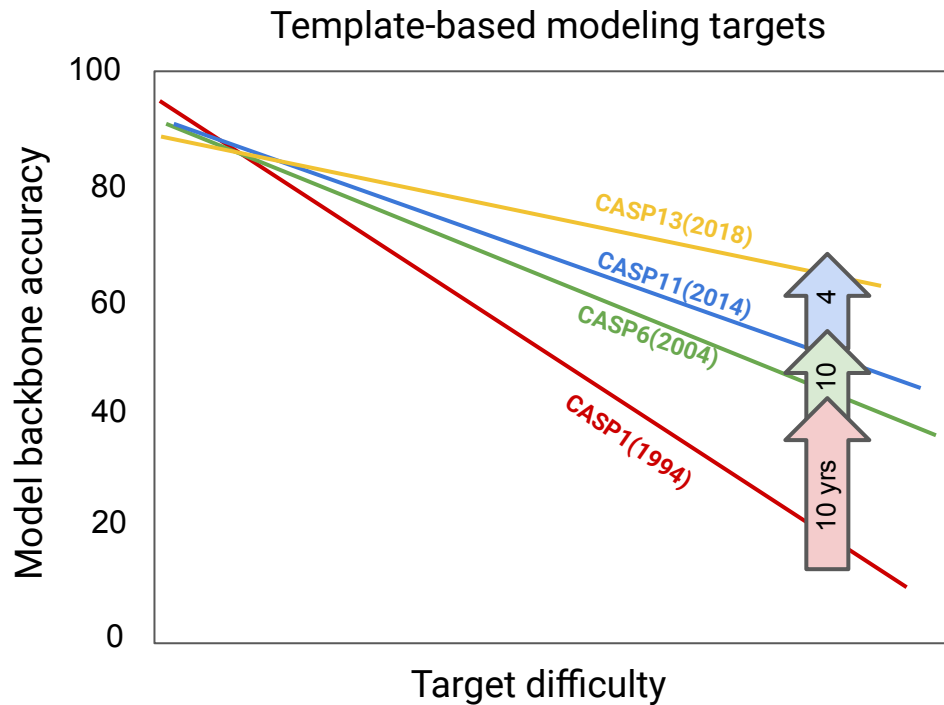 Template-based modeling targets
Model backbone accuracy
100
80
60
40
20
0
CASP13(2018)
CASP11(2014)
CASP6(2004)
CASP1(1994)
4
10
10 yrs
Target difficulty